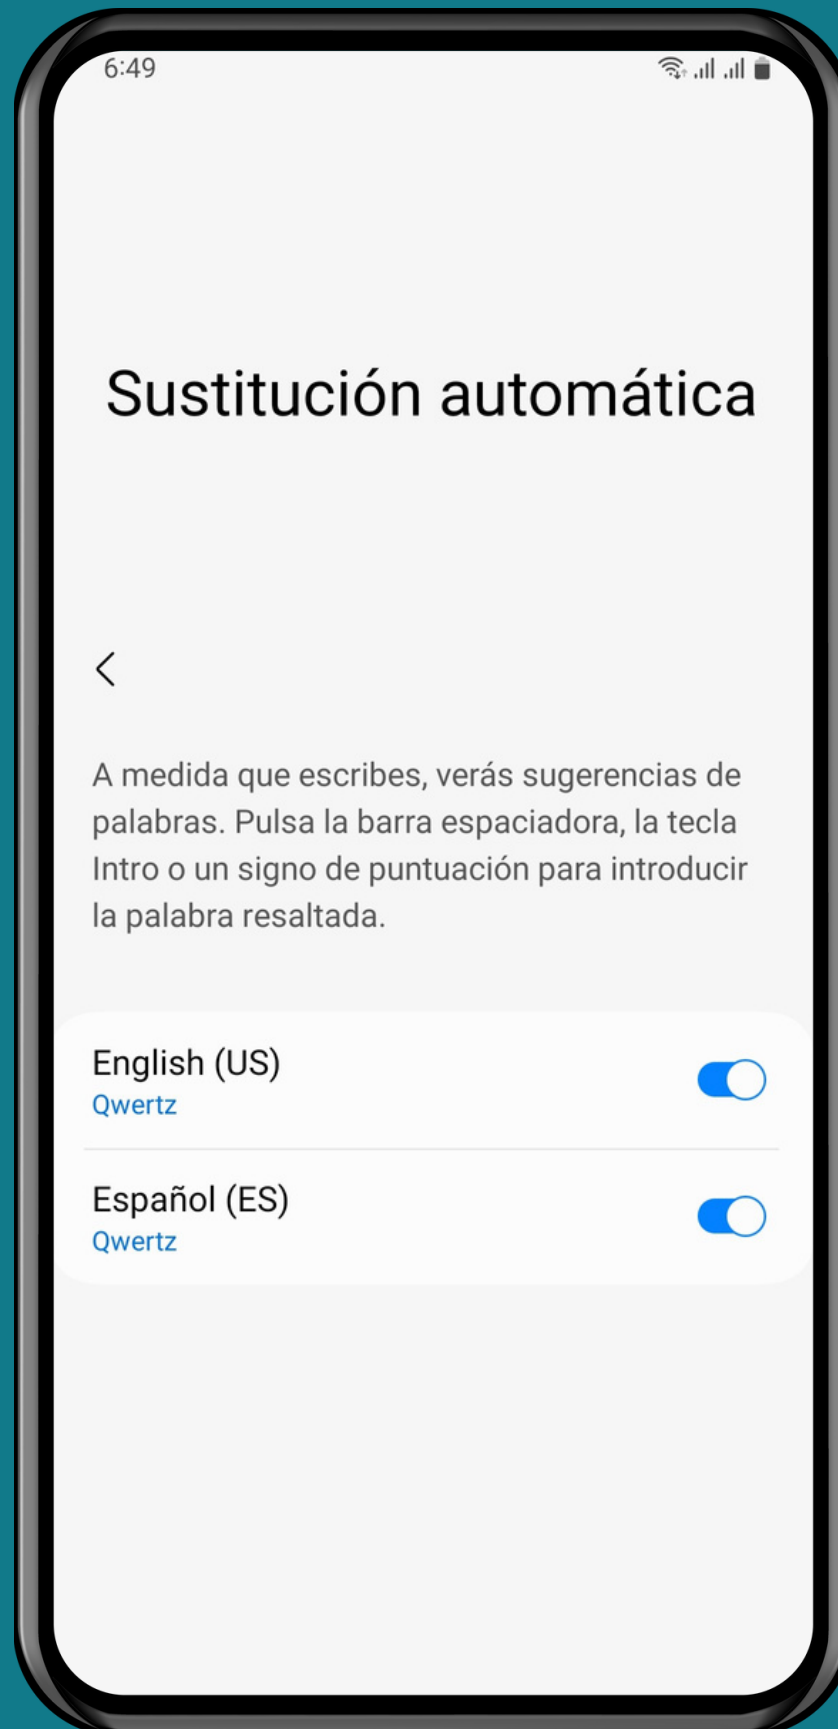 6:49
Sustitución automática
A medida que escribes, verás sugerencias de
palabras. Pulsa la barra espaciadora, la tecla
Intro o un signo de puntuación para introducir
la palabra resaltada.
English (US)
Qwertz
Español (ES)
Qwertz